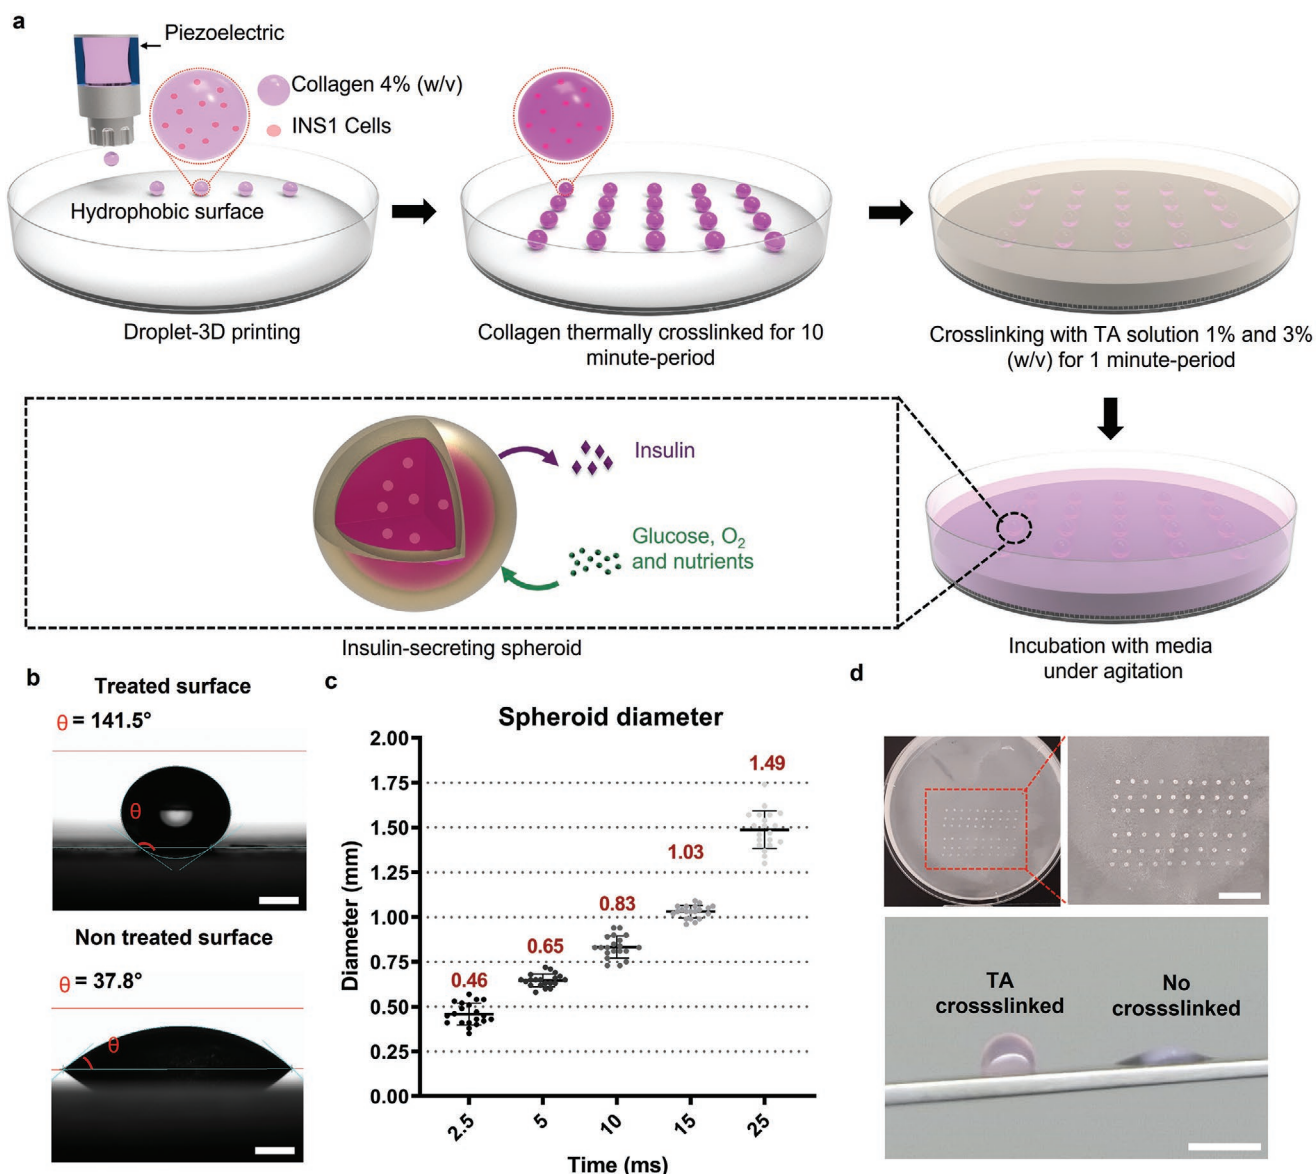 a
Piezoelectric
Collagen 4% (w/v)
INS1 Cells
Hydrophobic surface
Droplet-3D printing
Collagen thermally crosslinked for 10
minute-period
Crosslinking with TA solution 1% and 3%
(w/v) for 1 minute-period
Insulin
Glucose, O₂
and nutrients
Insulin-secreting spheroid
Incubation with media
under agitation
b
Treated surface
θ = 141.5°
θ
Non treated surface
θ = 37.8°
θ
c
Spheroid diameter
Diameter (mm)
2.00
1.75
1.50
1.25
1.00
0.75
0.50
0.25
0.00
0.46
0.65
0.83
1.03
1.49
2.5
5
10
15
25
Time (ms)
d
TA
crossslinked
No
crossslinked